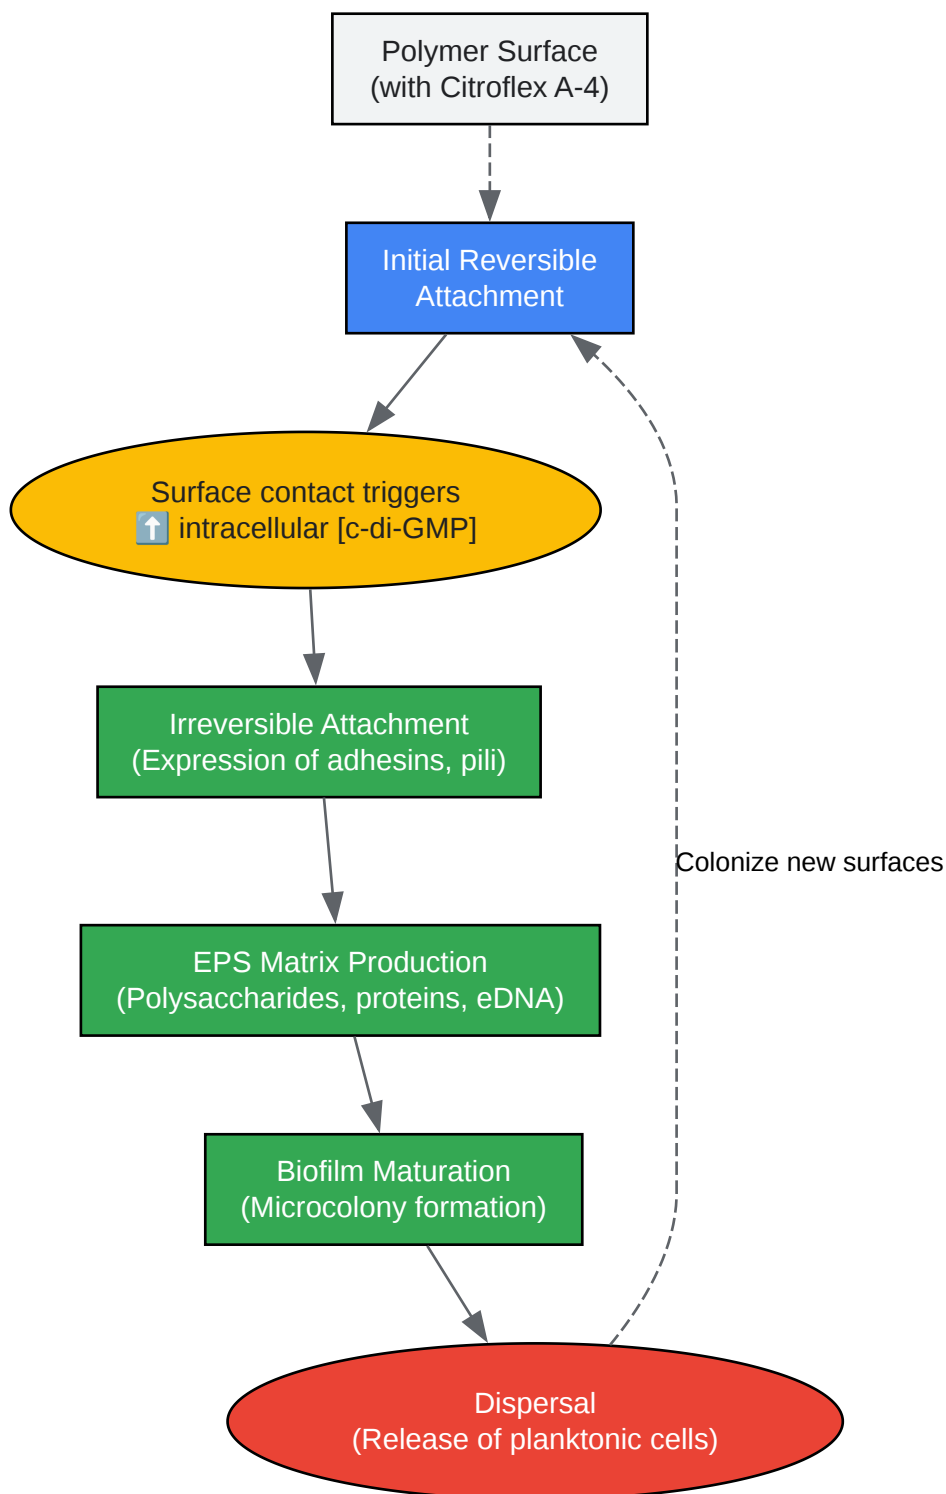 Polymer Surface
(with Citroflex A-4)
Initial Reversible
Attachment
Surface contact triggers
⬆️ intracellular [c-di-GMP]
Irreversible Attachment
(Expression of adhesins, pili)
Colonize new surfaces
EPS Matrix Production
(Polysaccharides, proteins, eDNA)
Biofilm Maturation
(Microcolony formation)
Dispersal
(Release of planktonic cells)